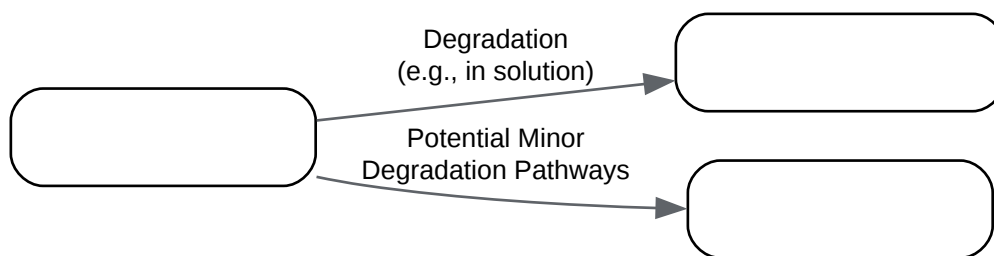 Degradation
(e.g., in solution)
Potential Minor
Degradation Pathways